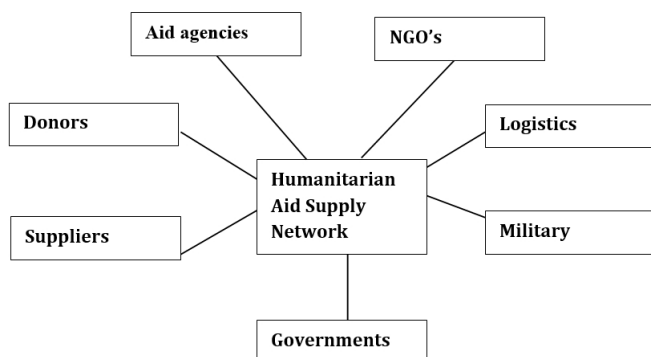 Aid agencies
NGO's
Donors
Logistics
Humanitarian
Aid Supply
Network
Suppliers
Military
Governments